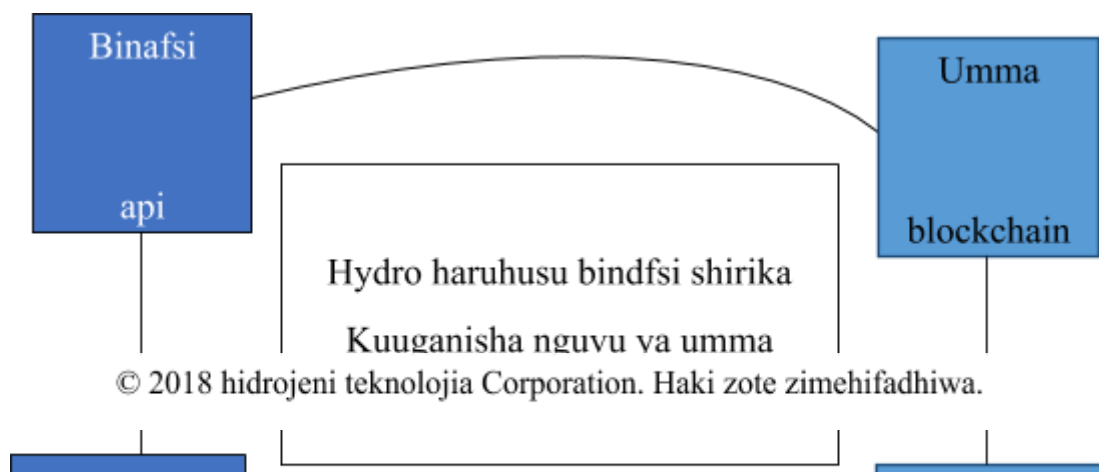 Binafsi
Umma
api
blockchain
Hydro haruhusu bindfsi shirika
Kuuganisha nguvu ya umma
© 2018 hidrojeni teknolojia Corporation. Haki zote zimehifadhiwa.